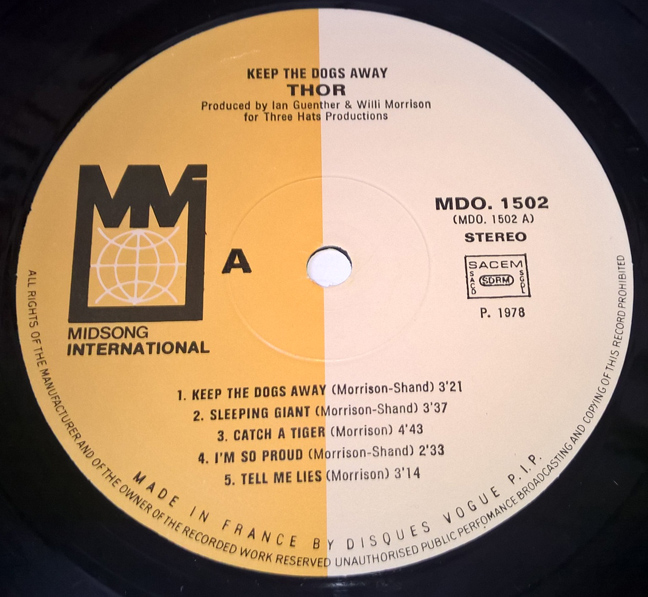 KEEP THE DOGS AWAY
THOR
Produced by Ian Guenther & Willi Morrison
for Three Hats Productions
MM
MIDSONG
INTERNATIONAL
A
MDO. 1502
(MDO. 1502 A)
STEREO
SACEM
SACD
SDRM
SGDL
P. 1978
1. KEEP THE DOGS AWAY (Morrison-Shand) 3'21
2. SLEEPING GIANT (Morrison-Shand) 3'37
3. CATCH A TIGER (Morrison) 4'43
4. I'M SO PROUD (Morrison-Shand) 2'33
5. TELL ME LIES (Morrison) 3'14
MADE IN FRANCE BY DISQUES VOGUE P.I.P.
ALL RIGHTS OF THE MANUFACTURER AND OF THE OWNER OF THE RECORDED WORK RESERVED UNAUTHORISED PUBLIC PERFOMANCE BROADCASTING AND COPYING OF THIS RECORD PROHIBITED